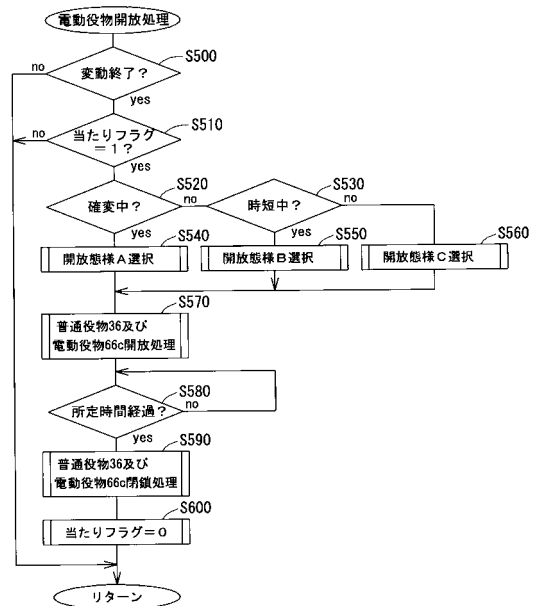 電動役物開放処理
S500
変動終了？
no
yes
S510
当たりフラグ
＝１？
no
yes
S520
確変中？
no
yes
S530
時短中？
no
yes
S540
開放態様Ａ選択
S550
開放態様Ｂ選択
S560
開放態様Ｃ選択
S570
普通役物36及び
電動役物66c開放処理
S580
所定時間経過？
no
yes
S590
普通役物36及び
電動役物66c閉鎖処理
S600
当たりフラグ＝０
リターン